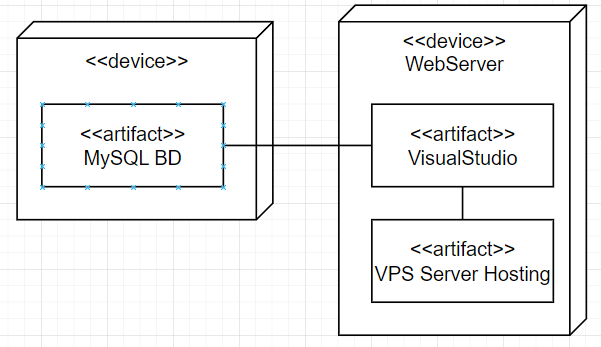 <<device>>
<<artifact>>
MySQL BD
<<device>>
WebServer
<<artifact>>
VisualStudio
<<artifact>>
VPS Server Hosting